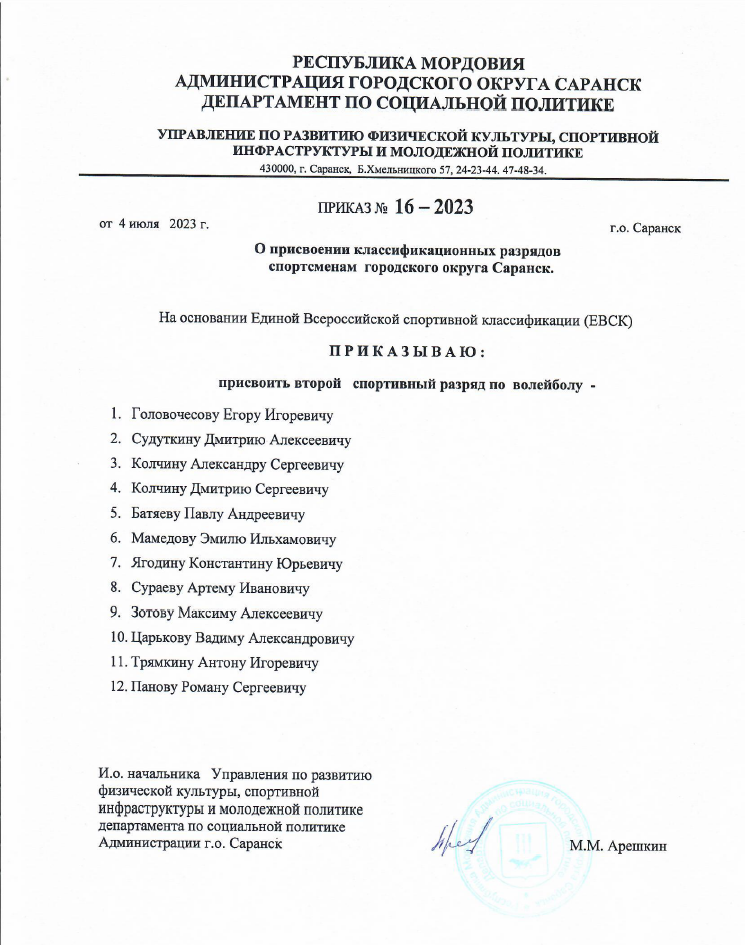 РЕСПУБЛИКА МОРДОВИЯ
АДМИНИСТРАЦИЯ ГОРОДСКОГО ОКРУГА САРАНСК
ДЕПАРТАМЕНТ ПО СОЦИАЛЬНОЙ ПОЛИТИКЕ
УПРАВЛЕНИЕ ПО РАЗВИТИЮ ФИЗИЧЕСКОЙ КУЛЬТУРЫ, СПОРТИВНОЙ
ИНФРАСТРУКТУРЫ И МОЛОДЕЖНОЙ ПОЛИТИКЕ
430000, г. Саранск, Б.Хмельницкого 57, 24-23-44. 47-48-34.
ПРИКАЗ № 16 – 2023
от 4 июля 2023 г.
г.о. Саранск
О присвоении классификационных разрядов
спортсменам городского округа Саранск.
На основании Единой Всероссийской спортивной классификации (ЕВСК)
П Р И К А З Ы В А Ю :
присвоить второй спортивный разряд по волейболу -
1. Головочесову Егору Игоревичу
2. Судуткину Дмитрию Алексеевичу
3. Колчину Александру Сергеевичу
4. Колчину Дмитрию Сергеевичу
5. Батяеву Павлу Андреевичу
6. Мамедову Эмилю Ильхамовичу
7. Ягодину Константину Юрьевичу
8. Сураеву Артему Ивановичу
9. Зотову Максиму Алексеевичу
10. Царькову Вадиму Александровичу
11. Трямкину Антону Игоревичу
12. Панову Роману Сергеевичу
И.о. начальника Управления по развитию
физической культуры, спортивной
инфраструктуры и молодежной политике
департамента по социальной политике
Администрации г.о. Саранск
М.М. Арешкин